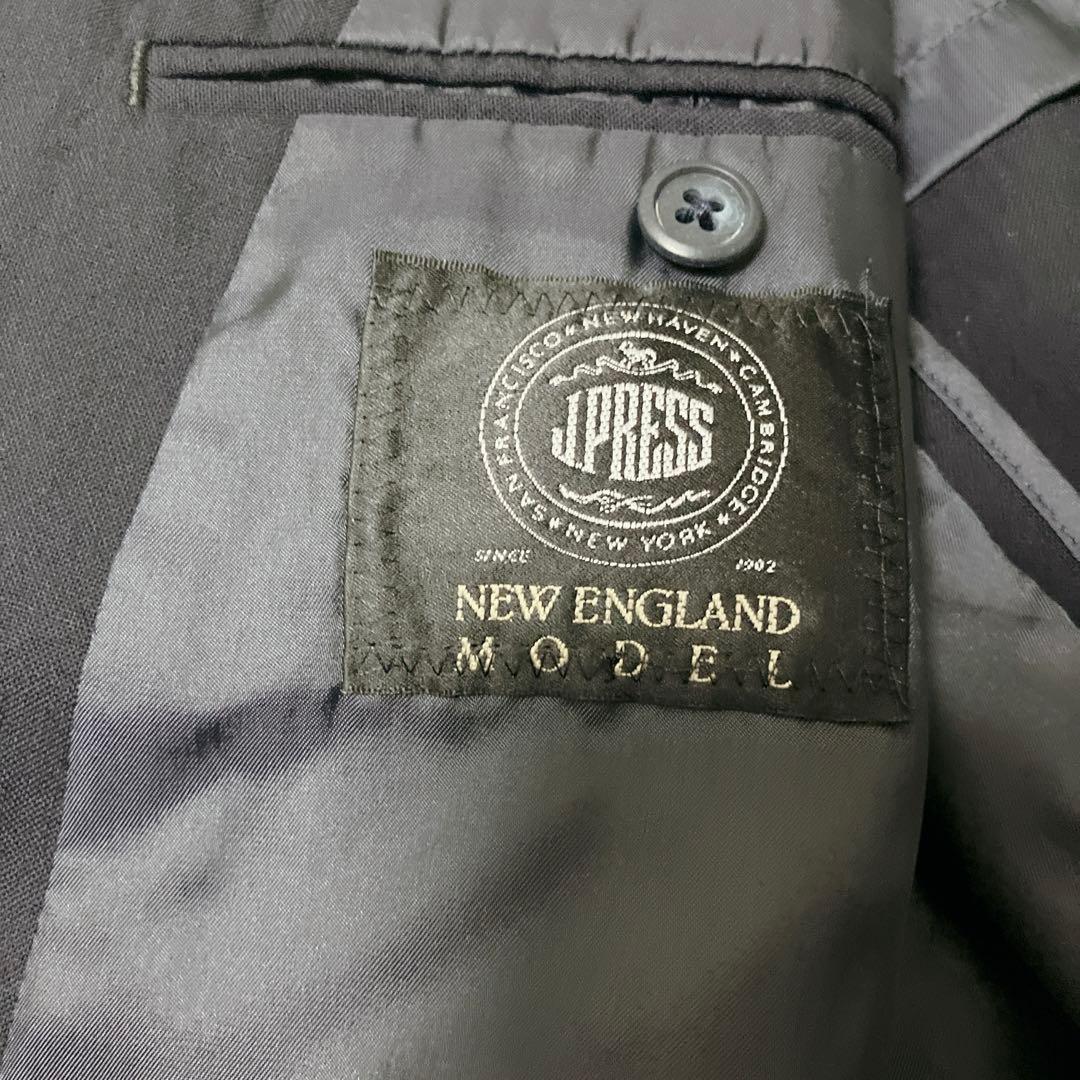 SAN FRANCISCO★NEW HAVEN★CAMBRIDGE★NEW YORK★
J.PRESS
SINCE 1902
NEW ENGLAND
MODEL